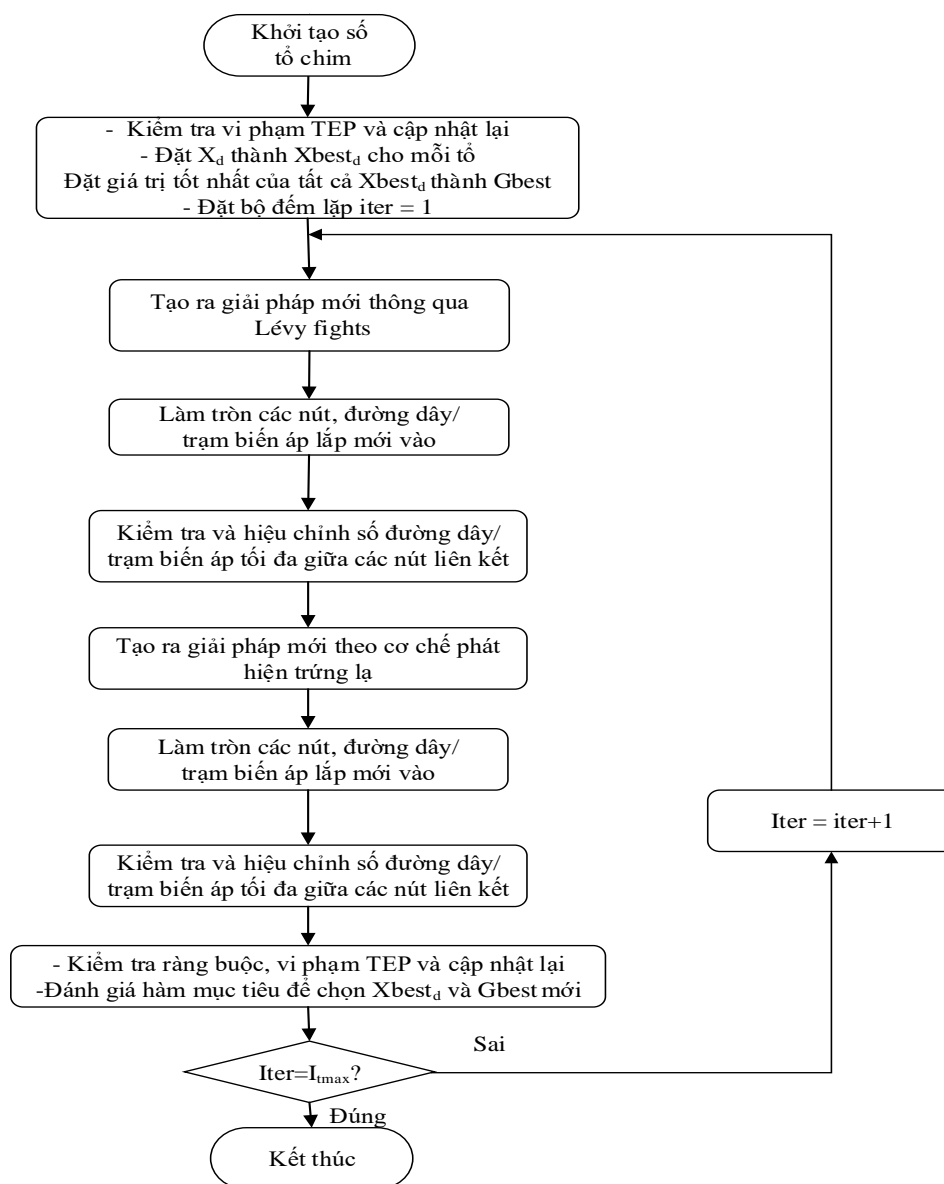 Khởi tạo số
tổ chim
- Kiểm tra vi phạm TEP và cập nhật lại
- Đặt X_d thành Xbest_d cho mỗi tổ
Đặt giá trị tốt nhất của tất cả Xbest_d thành Gbest
- Đặt bộ đếm lặp iter = 1
Tạo ra giải pháp mới thông qua
Lévy fights
Làm tròn các nút, đường dây/
trạm biến áp lắp mới vào
Kiểm tra và hiệu chỉnh số đường dây/
trạm biến áp tối đa giữa các nút liên kết
Tạo ra giải pháp mới theo cơ chế phát
hiện trứng lạ
Làm tròn các nút, đường dây/
trạm biến áp lắp mới vào
Iter = iter+1
Kiểm tra và hiệu chỉnh số đường dây/
trạm biến áp tối đa giữa các nút liên kết
- Kiểm tra ràng buộc, vi phạm TEP và cập nhật lại
-Đánh giá hàm mục tiêu để chọn Xbest_d và Gbest mới
Sai
Iter=I_tmax?
Đúng
Kết thúc